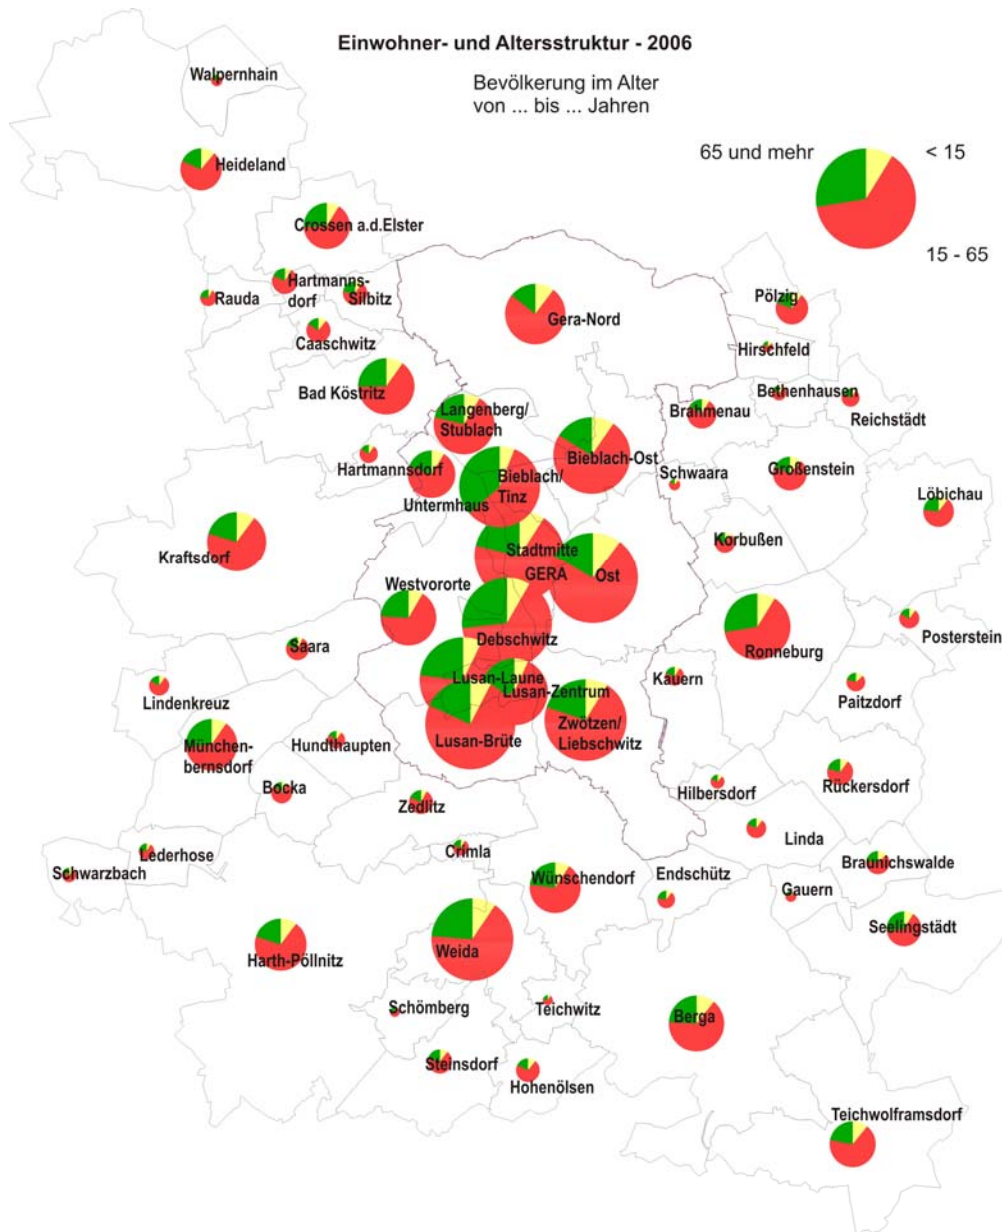 Einwohner- und Altersstruktur - 2006
Bevölkerung im Alter
von ... bis ... Jahren
65 und mehr
< 15
15 - 65
Walpernhain
Heideland
Crossen a.d.Elster
Hartmanns-
dorf
Silbitz
Rauda
Caaschwitz
Gera-Nord
Pölzig
Hirschfeld
Bad Köstritz
Langenberg/
Stublach
Bethenhausen
Brahmenau
Reichstädt
Hartmannsdorf
Untermhaus
Bieblach/
Tinz
Bieblach-Ost
Schwaara
Großenstein
Löbichau
Kraftsdorf
Stadtmitte
GERA
Ost
Korbußen
Westvororte
Debschwitz
Ronneburg
Posterstein
Saara
Lusan-Laune
Lusan-Zentrum
Kauern
Paitzdorf
Lindenkreuz
München-
bernsdorf
Hundthaupten
Lusan-Brüte
Zwötzen/
Liebschwitz
Bocka
Zedlitz
Hilbersdorf
Rückersdorf
Linda
Lederhose
Crimla
Schwarzbach
Wünschendorf
Endschütz
Braunichswalde
Gauern
Seelingstädt
Harth-Pöllnitz
Weida
Schömberg
Teichwitz
Berga
Steinsdorf
Hohenölsen
Teichwolframsdorf